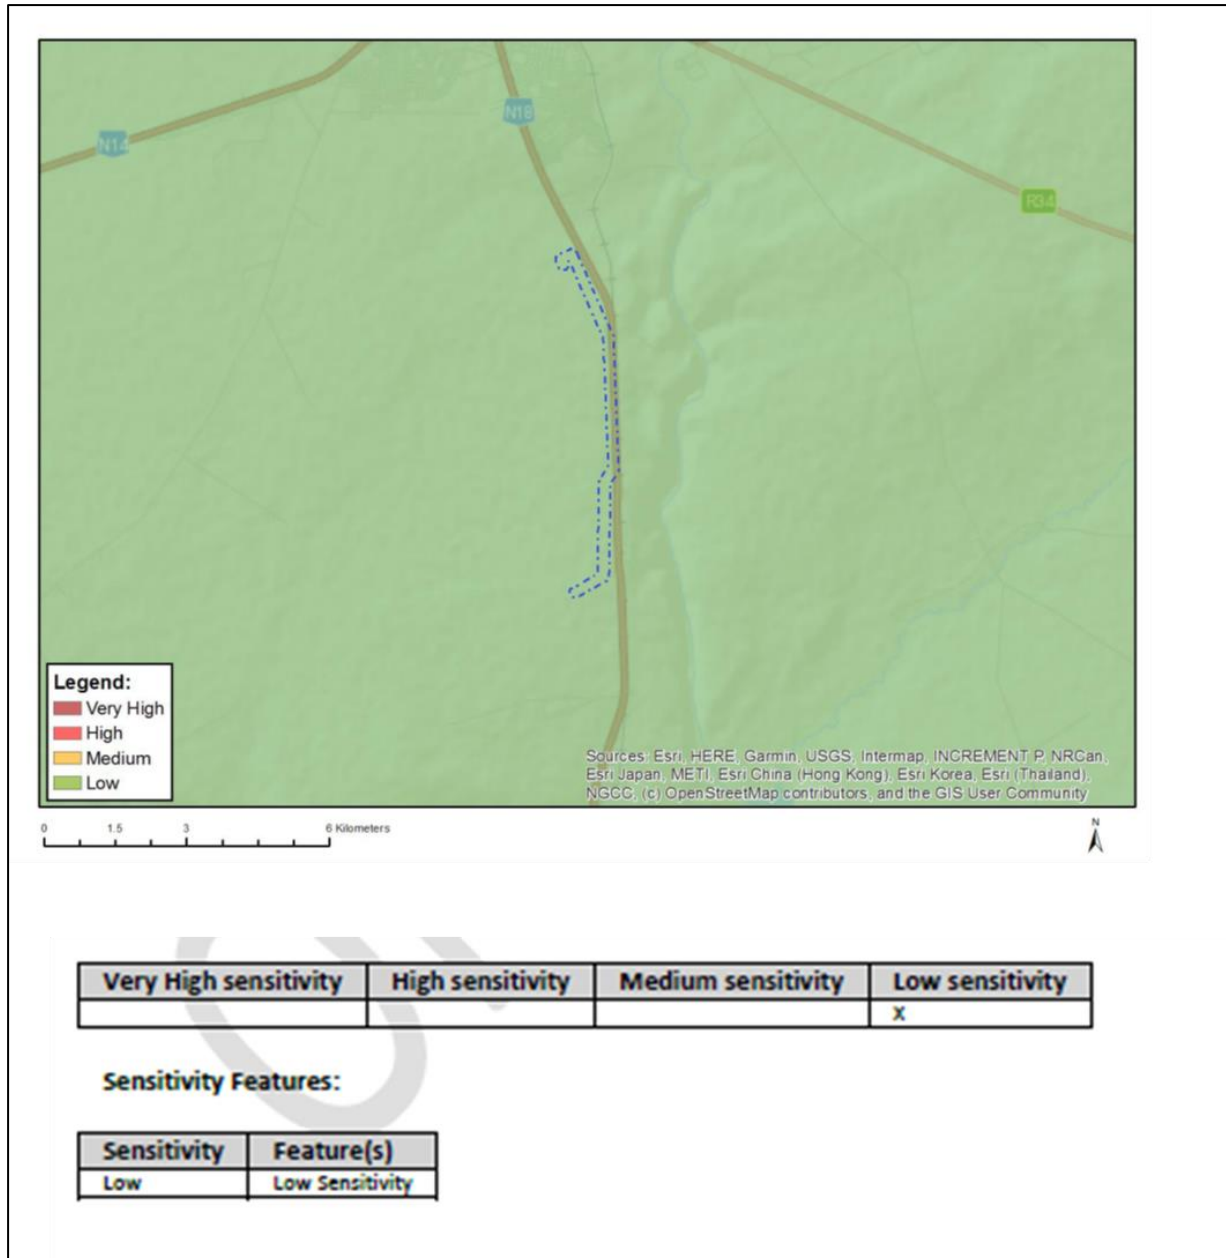 N14
N18
R34
Legend:
Very High
High
Medium
Low
Sources: Esri, HERE, Garmin, USGS, Intermap, INCREMENT P, NRCan,
Esri Japan, METI, Esri China (Hong Kong), Esri Korea, Esri (Thailand),
NGCC, (c) OpenStreetMap contributors, and the GIS User Community
0 1.5 3 6 Kilometers
N
Very High sensitivity High sensitivity Medium sensitivity Low sensitivity
X
Sensitivity Features:
Sensitivity Feature(s)
Low Low Sensitivity